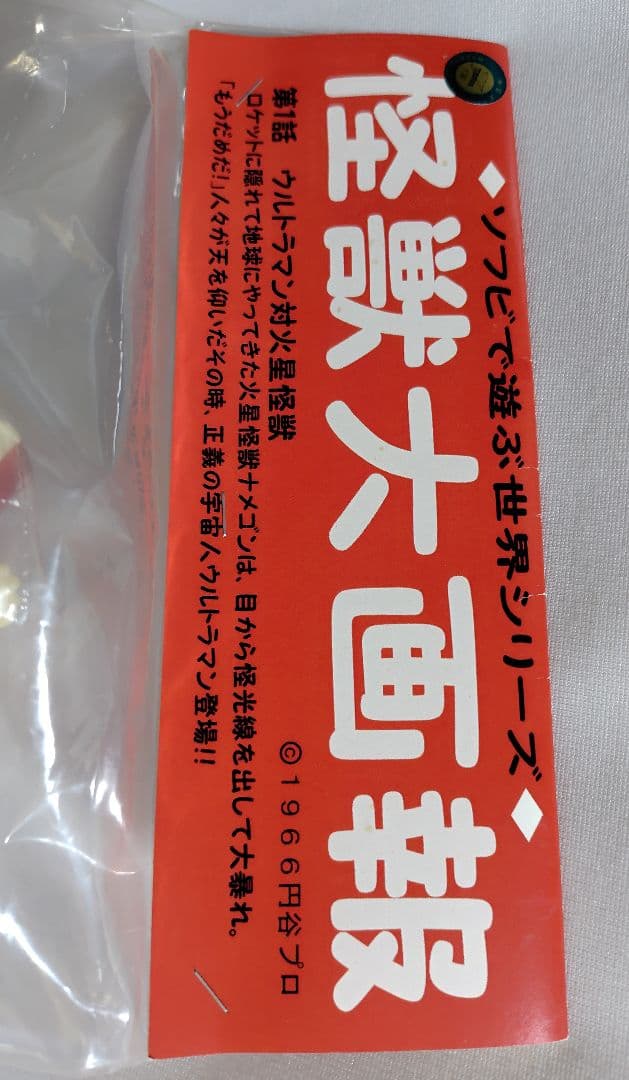 ◆ソフビで遊ぶ世界シリーズ◆
怪獣大画報
第1話 ウルトラマン対火星怪獣
ロケットに隠れて地球にやってきた火星怪獣ナメゴンは、目から怪光線を出して大暴れ。
「もうだめだ!」人々が天を仰いだその時、正義の宇宙人ウルトラマン登場!!
©1966円谷プロ